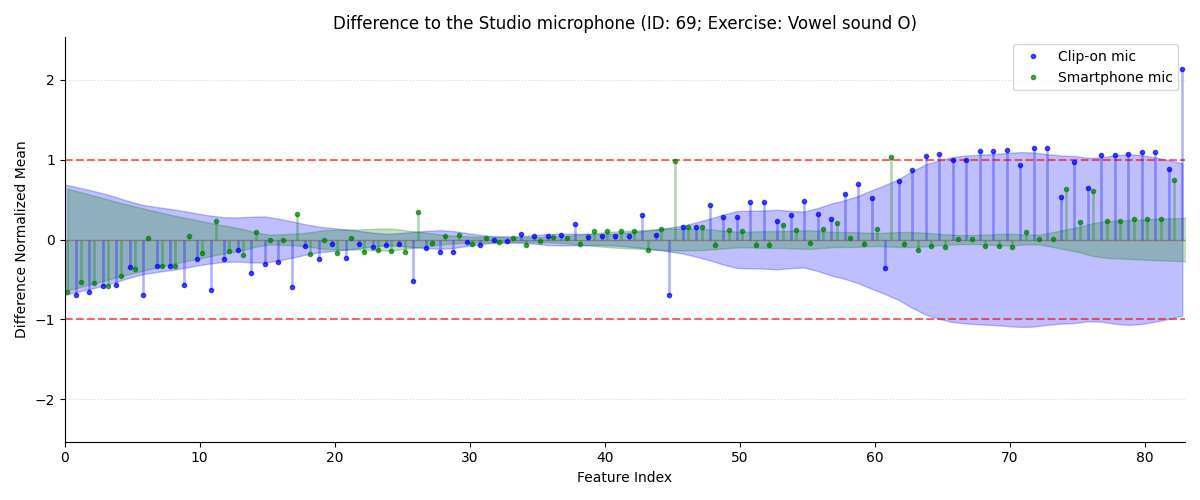 Difference to the Studio microphone (ID: 69; Exercise: Vowel sound O)
Clip-on mic
Smartphone mic
Difference Normalized Mean
2
1
0
−1
−2
0 10 20 30 40 50 60 70 80
Feature Index